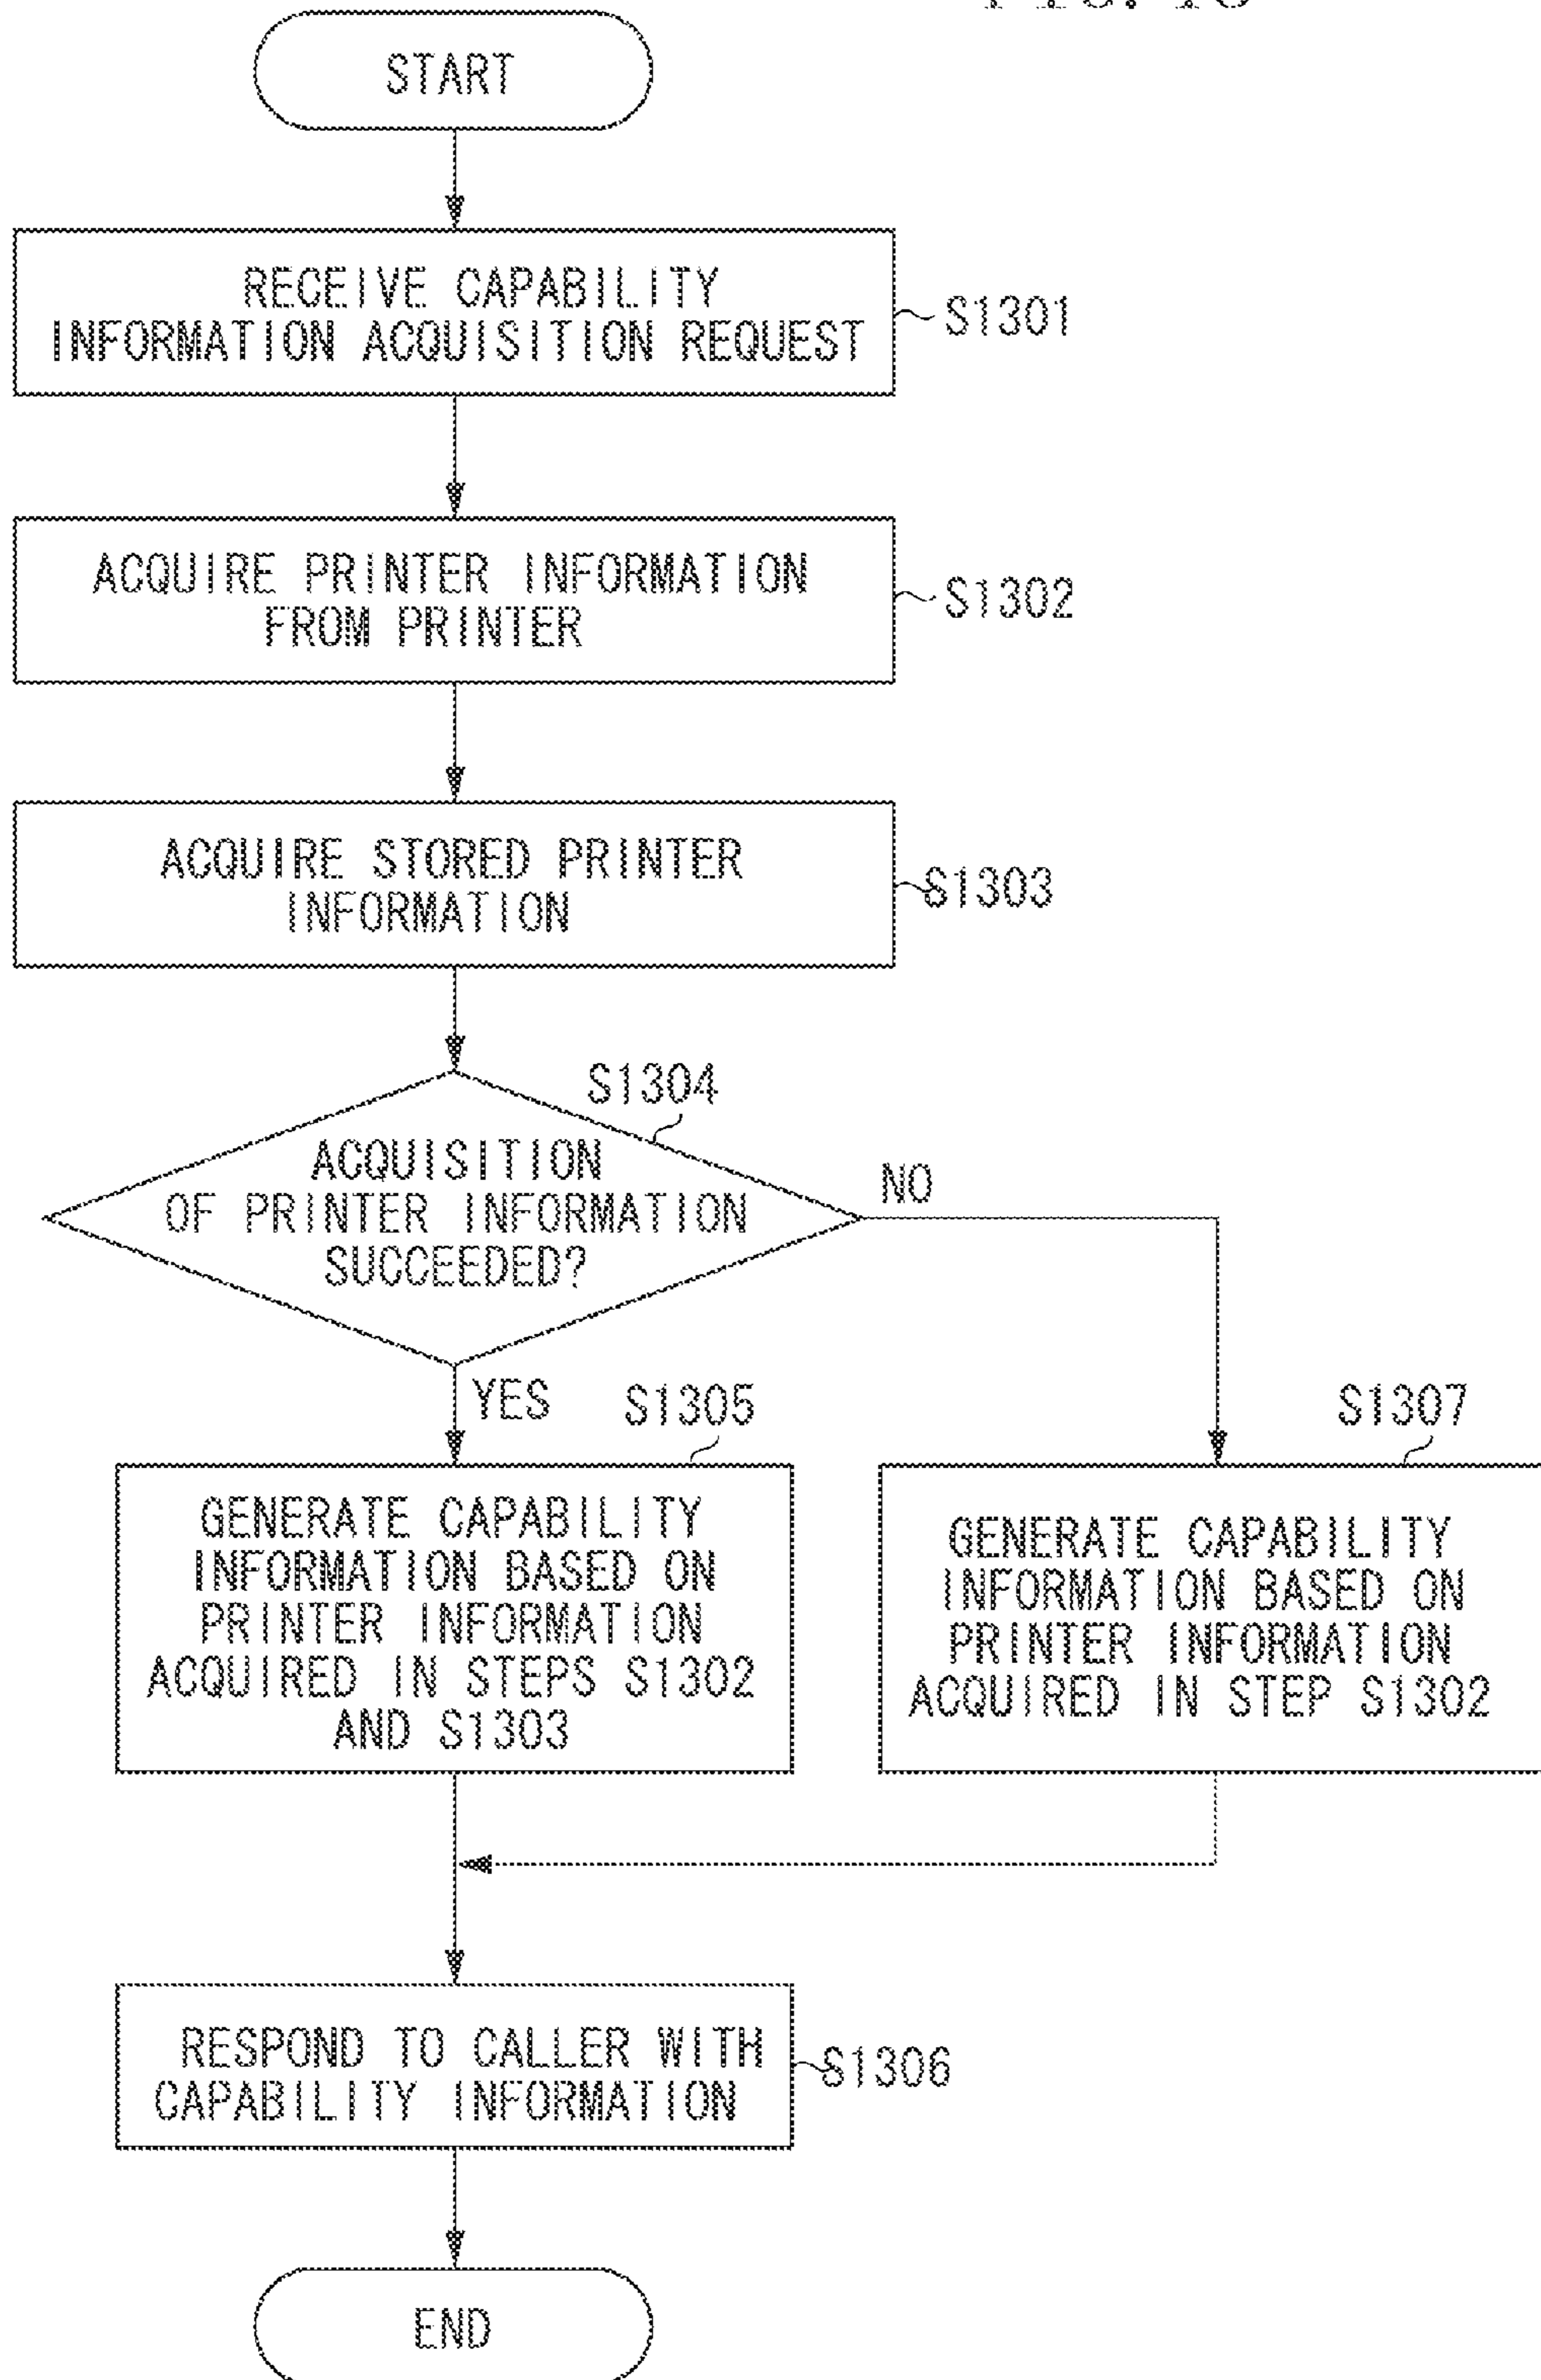 START
RECEIVE CAPABILITY
INFORMATION ACQUISITION REQUEST
S1301
ACQUIRE PRINTER INFORMATION
FROM PRINTER
S1302
ACQUIRE STORED PRINTER
INFORMATION
S1303
S1304
ACQUISITION
OF PRINTER INFORMATION
SUCCEEDED?
NO
YES
S1305
GENERATE CAPABILITY
INFORMATION BASED ON
PRINTER INFORMATION
ACQUIRED IN STEPS S1302
AND S1303
S1307
GENERATE CAPABILITY
INFORMATION BASED ON
PRINTER INFORMATION
ACQUIRED IN STEP S1302
RESPOND TO CALLER WITH
CAPABILITY INFORMATION
S1306
END